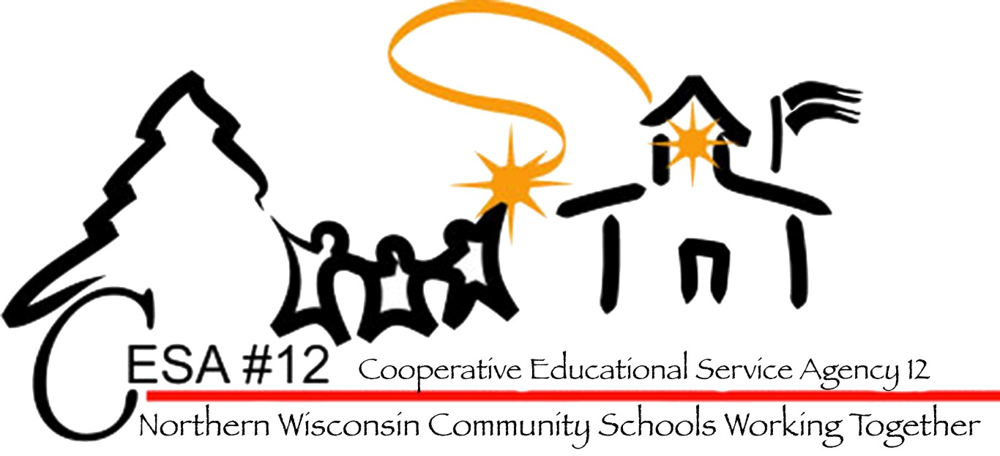 CESA #12
Cooperative Educational Service Agency 12
Northern Wisconsin Community Schools Working Together